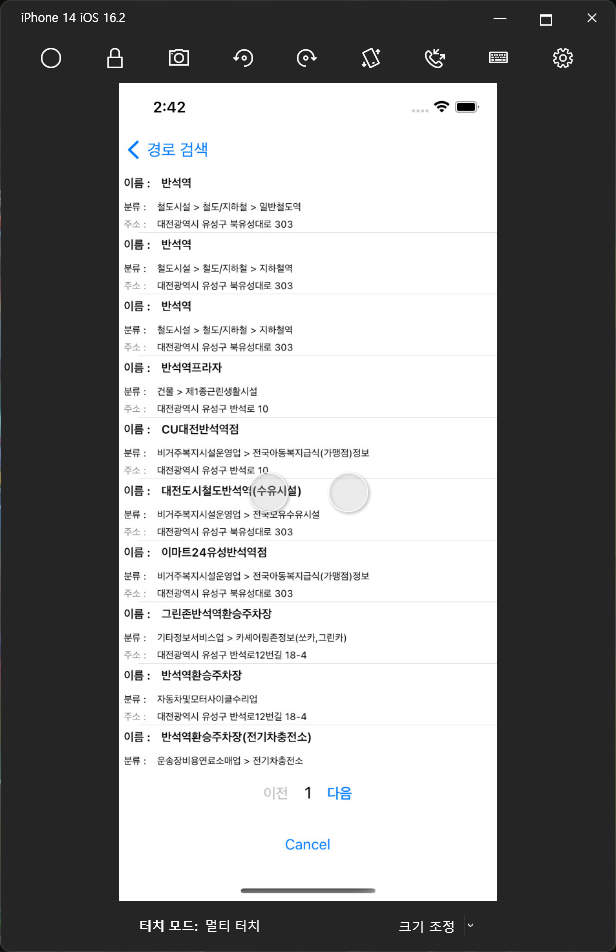 iPhone 14 iOS 16.2
2:42
경로 검색
이름 : 반석역
분류 : 철도시설 > 철도/지하철 > 일반철도역
주소 : 대전광역시 유성구 북유성대로 303
이름 : 반석역
분류 : 철도시설 > 철도/지하철 > 지하철역
주소 : 대전광역시 유성구 북유성대로 303
이름 : 반석역
분류 : 철도시설 > 철도/지하철 > 지하철역
주소 : 대전광역시 유성구 북유성대로 303
이름 : 반석역프라자
분류 : 건물 > 제1종근린생활시설
주소 : 대전광역시 유성구 반석로 10
이름 : CU대전반석역점
분류 : 비거주복지시설운영업 > 전국아동복지급식(가맹점)정보
주소 : 대전광역시 유성구 반석로 10
이름 : 대전도시철도반석역(수유시설)
분류 : 비거주복지시설운영업 > 전국모유수유시설
주소 : 대전광역시 유성구 북유성대로 303
이름 : 이마트24유성반석역점
분류 : 비거주복지시설운영업 > 전국아동복지급식(가맹점)정보
주소 : 대전광역시 유성구 북유성대로 303
이름 : 그린존반석역환승주차장
분류 : 기타정보서비스업 > 카셰어링존정보(쏘카,그린카)
주소 : 대전광역시 유성구 반석로12번길 18-4
이름 : 반석역환승주차장
분류 : 자동차및모터사이클수리업
주소 : 대전광역시 유성구 반석로12번길 18-4
이름 : 반석역환승주차장(전기차충전소)
분류 : 운송장비용연료소매업 > 전기차충전소
이전 1 다음
Cancel
터치 모드: 멀티 터치 크기 조정